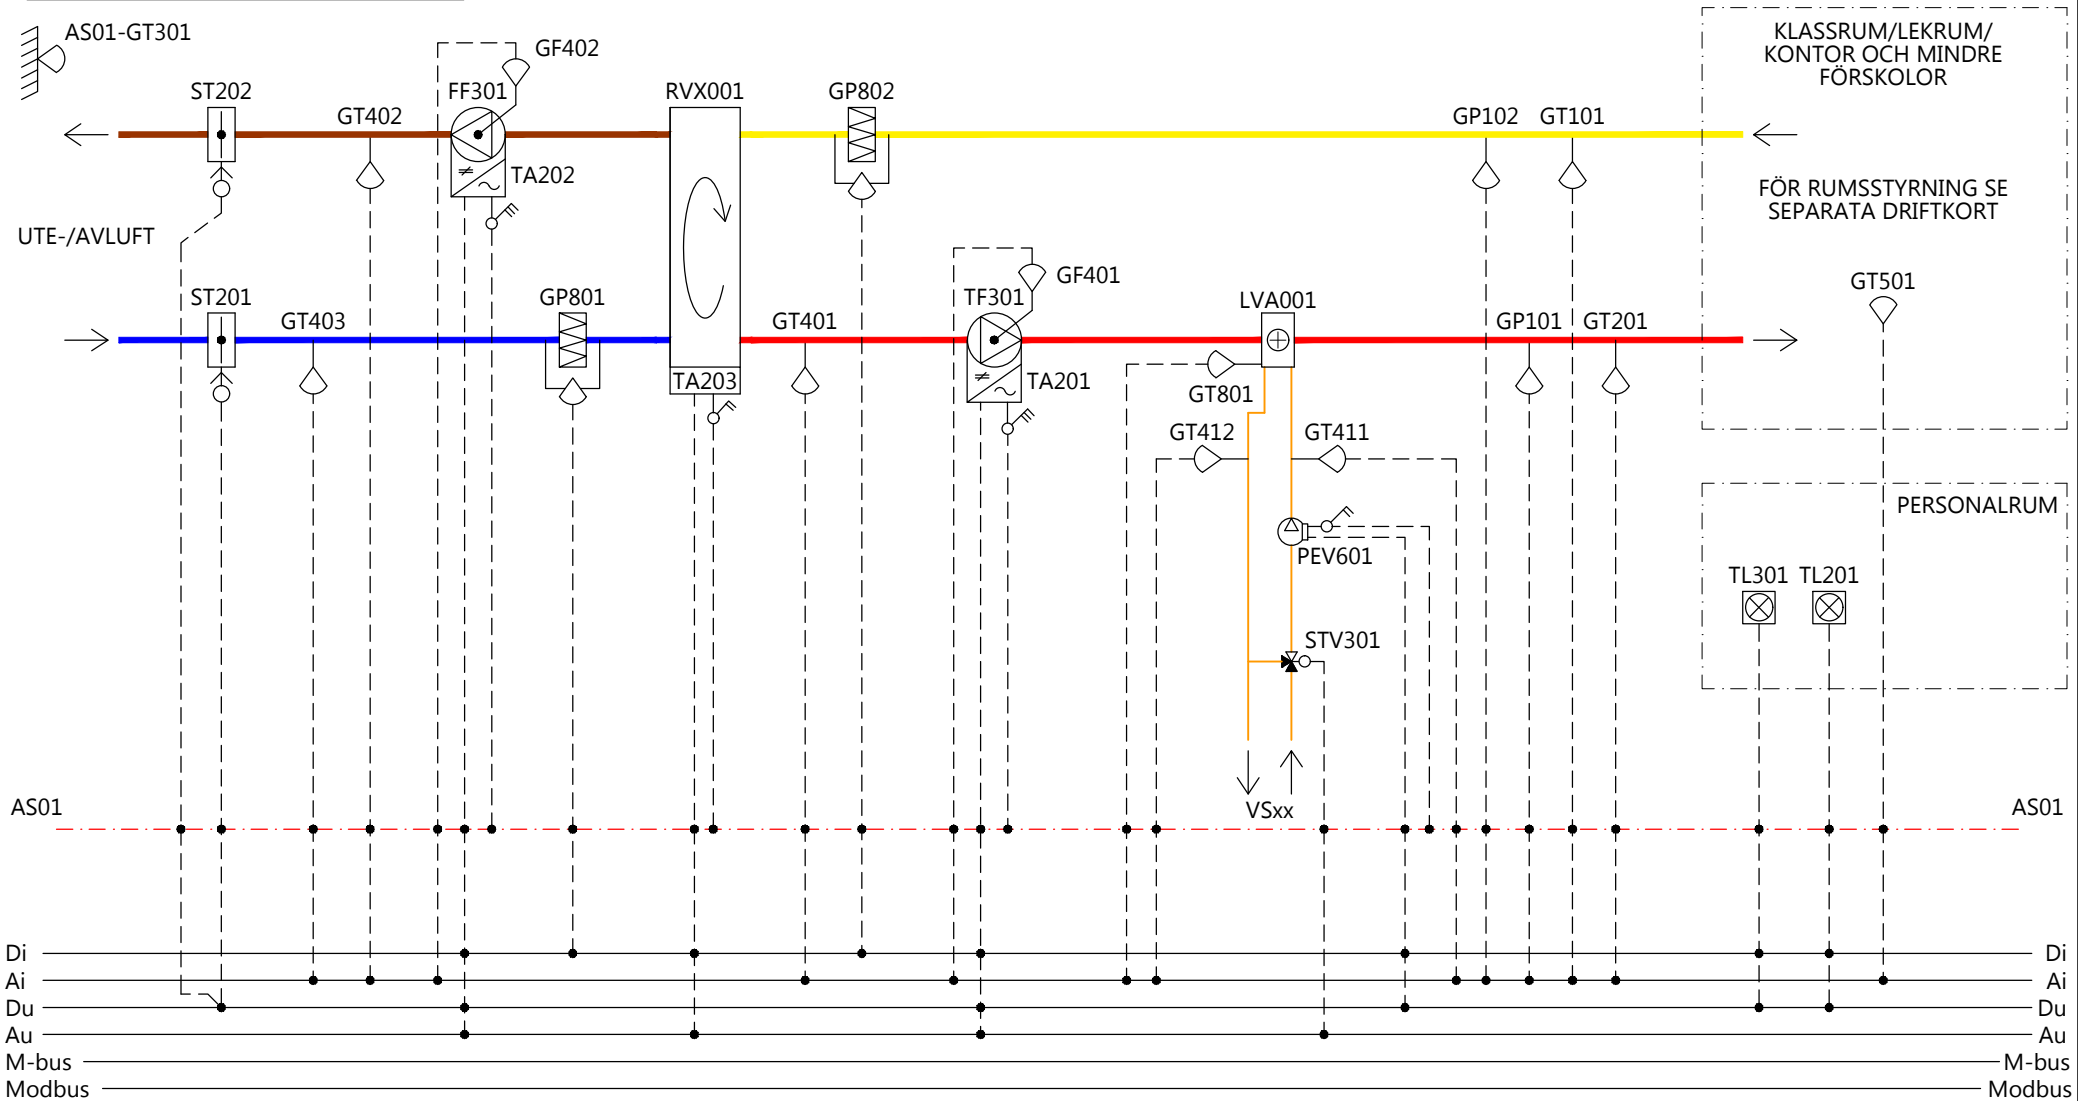 AS01-GT301
GF402
KLASSRUM/LEKRUM/
KONTOR OCH MINDRE
FÖRSKOLOR
ST202
GT402
FF301
RVX001
GP802
GP102
GT101
TA202
FÖR RUMSSTYRNING SE
SEPARATA DRIFTKORT
UTE-/AVLUFT
GF401
GT501
ST201
GT403
GP801
GT401
TF301
LVA001
GP101
GT201
TA203
TA201
GT801
GT412
GT411
PERSONALRUM
PEV601
TL301
TL201
STV301
AS01
VSxx
AS01
Di
Di
Ai
Ai
Du
Du
Au
Au
M-bus
M-bus
Modbus
Modbus